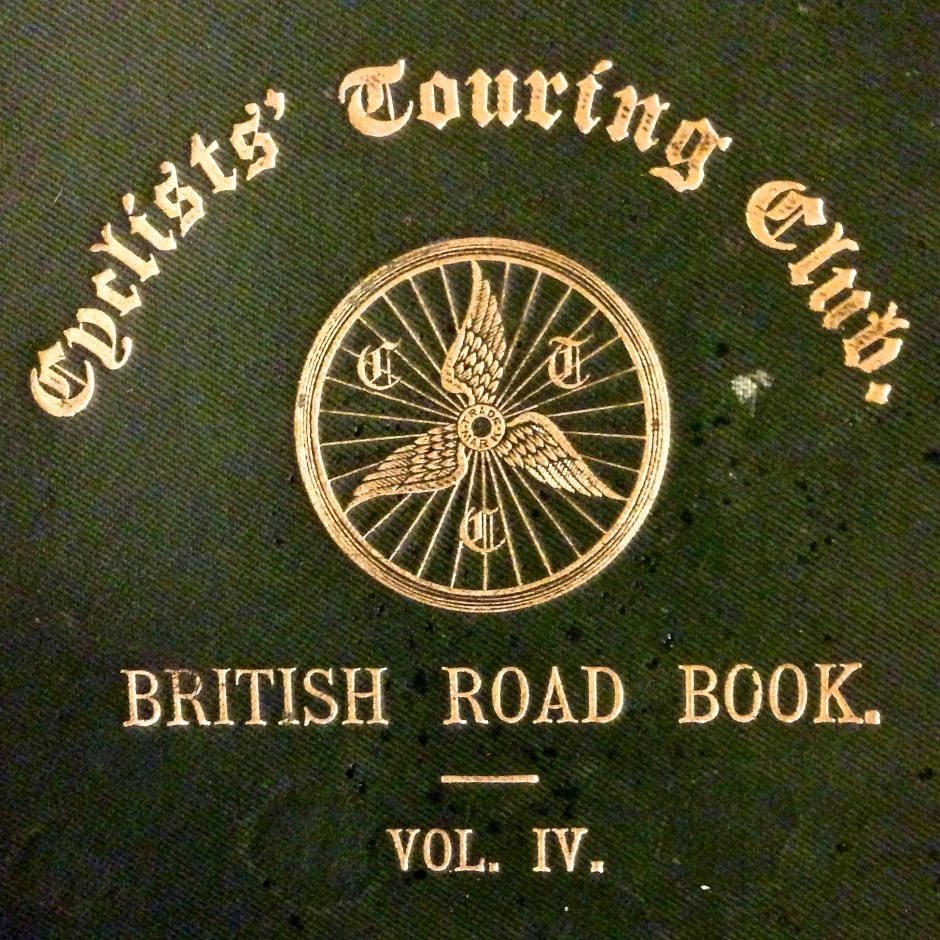 Cyclists' Touring Club.
C T
TRADE MARK
C
BRITISH ROAD BOOK.
VOL. IV.